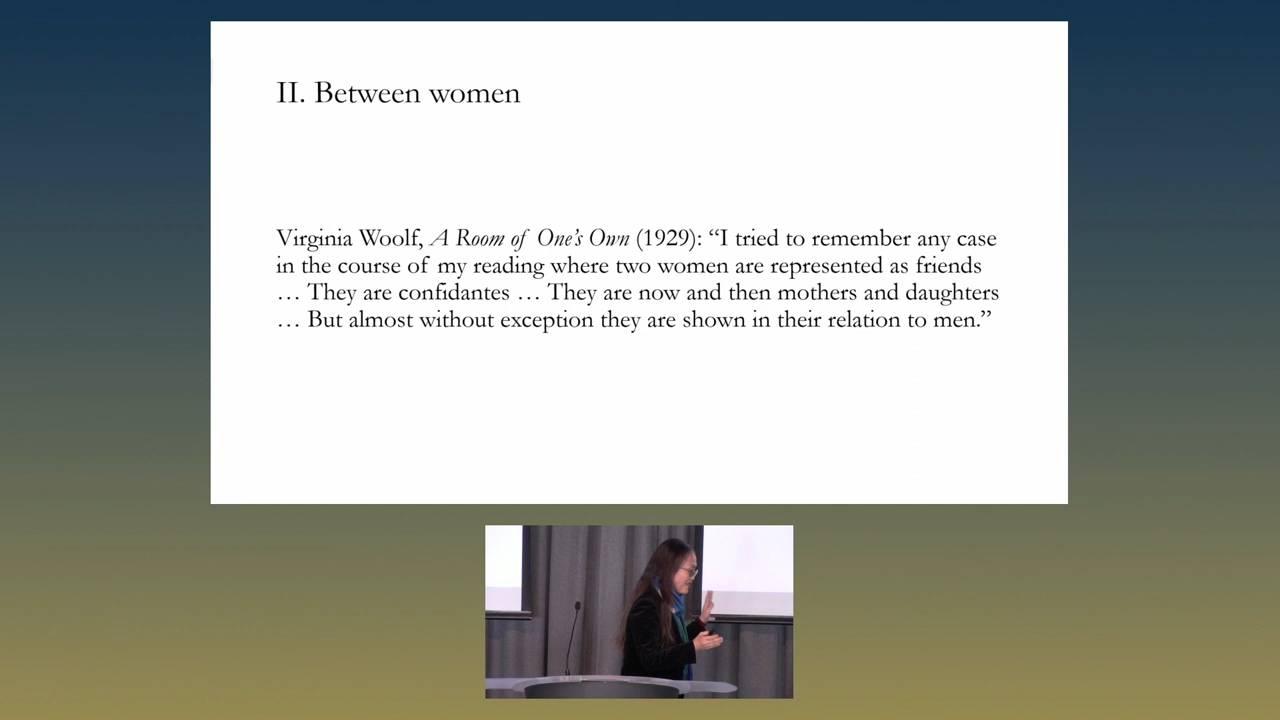 II. Between women
Virginia Woolf, A Room of One’s Own (1929): “I tried to remember any case
in the course of my reading where two women are represented as friends
… They are confidantes … They are now and then mothers and daughters
… But almost without exception they are shown in their relation to men.”